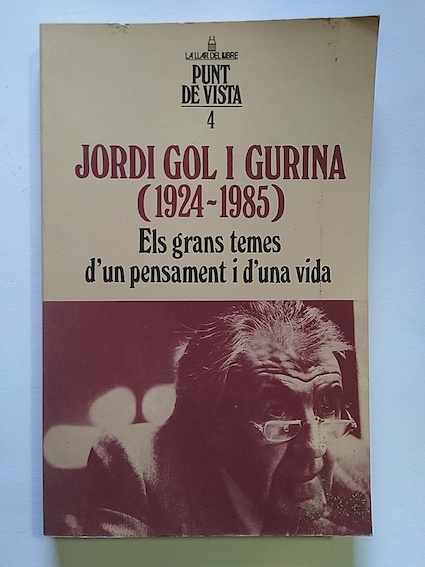 LA LLAR DEL LLIBRE
PUNT
DE VISTA
4
JORDI GOL I GURINA
(1924-1985)
Els grans temes
d'un pensament i d'una vida